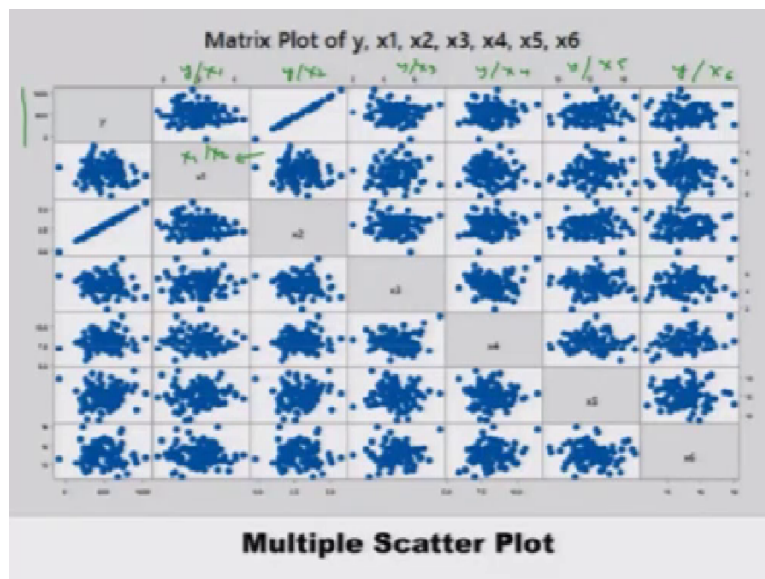 Matrix Plot of y, x1, x2, x3, x4, x5, x6
y/x1 y/x2 y/x3 y/x4 y/x5 y/x6
y
x1/x2
x1
x2
x3
x4
x5
x6
Multiple Scatter Plot